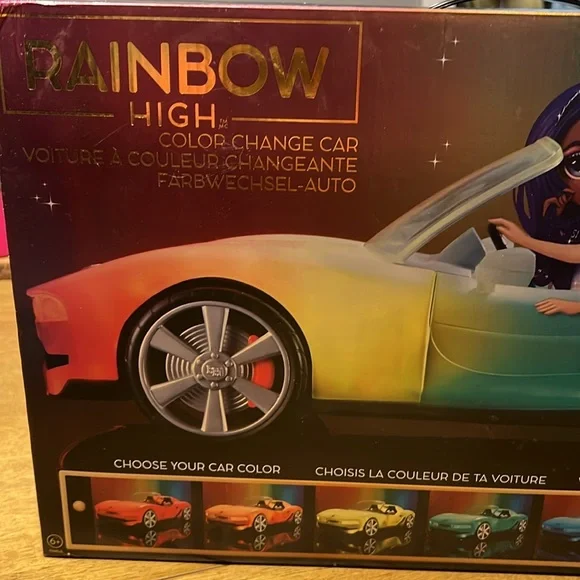 RAINBOW
HIGH
COLOR CHANGE CAR
VOITURE À COULEUR CHANGEANTE
FARBWECHSEL-AUTO
CHOOSE YOUR CAR COLOR
CHOISIS LA COULEUR DE TA VOITURE
6+